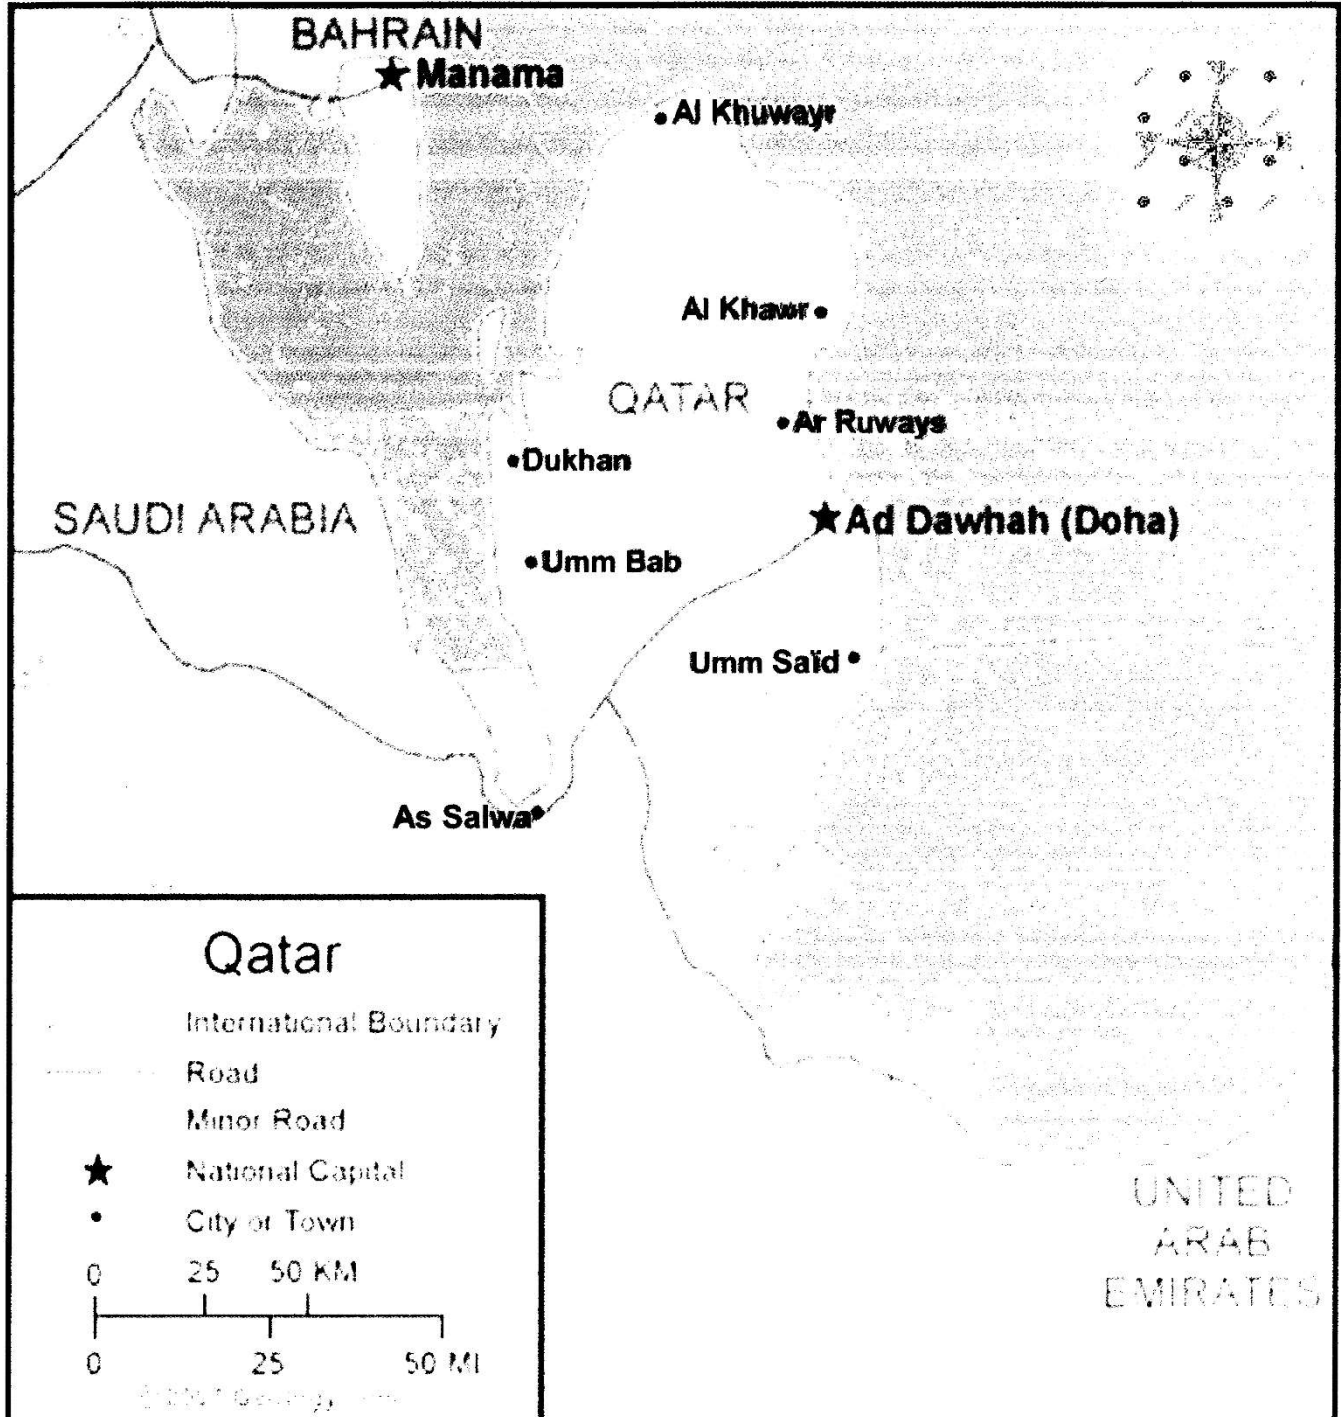 BAHRAIN
Manama
Al Khuwayr
Al Khawr
QATAR
Ar Ruways
Dukhan
SAUDI ARABIA
Ad Dawhah (Doha)
Umm Bab
Umm Saïd
As Salwa
UNITED
ARAB
EMIRATES
Qatar
International Boundary
Road
Minor Road
National Capital
City or Town
0 25 50 KM
0 25 50 MI